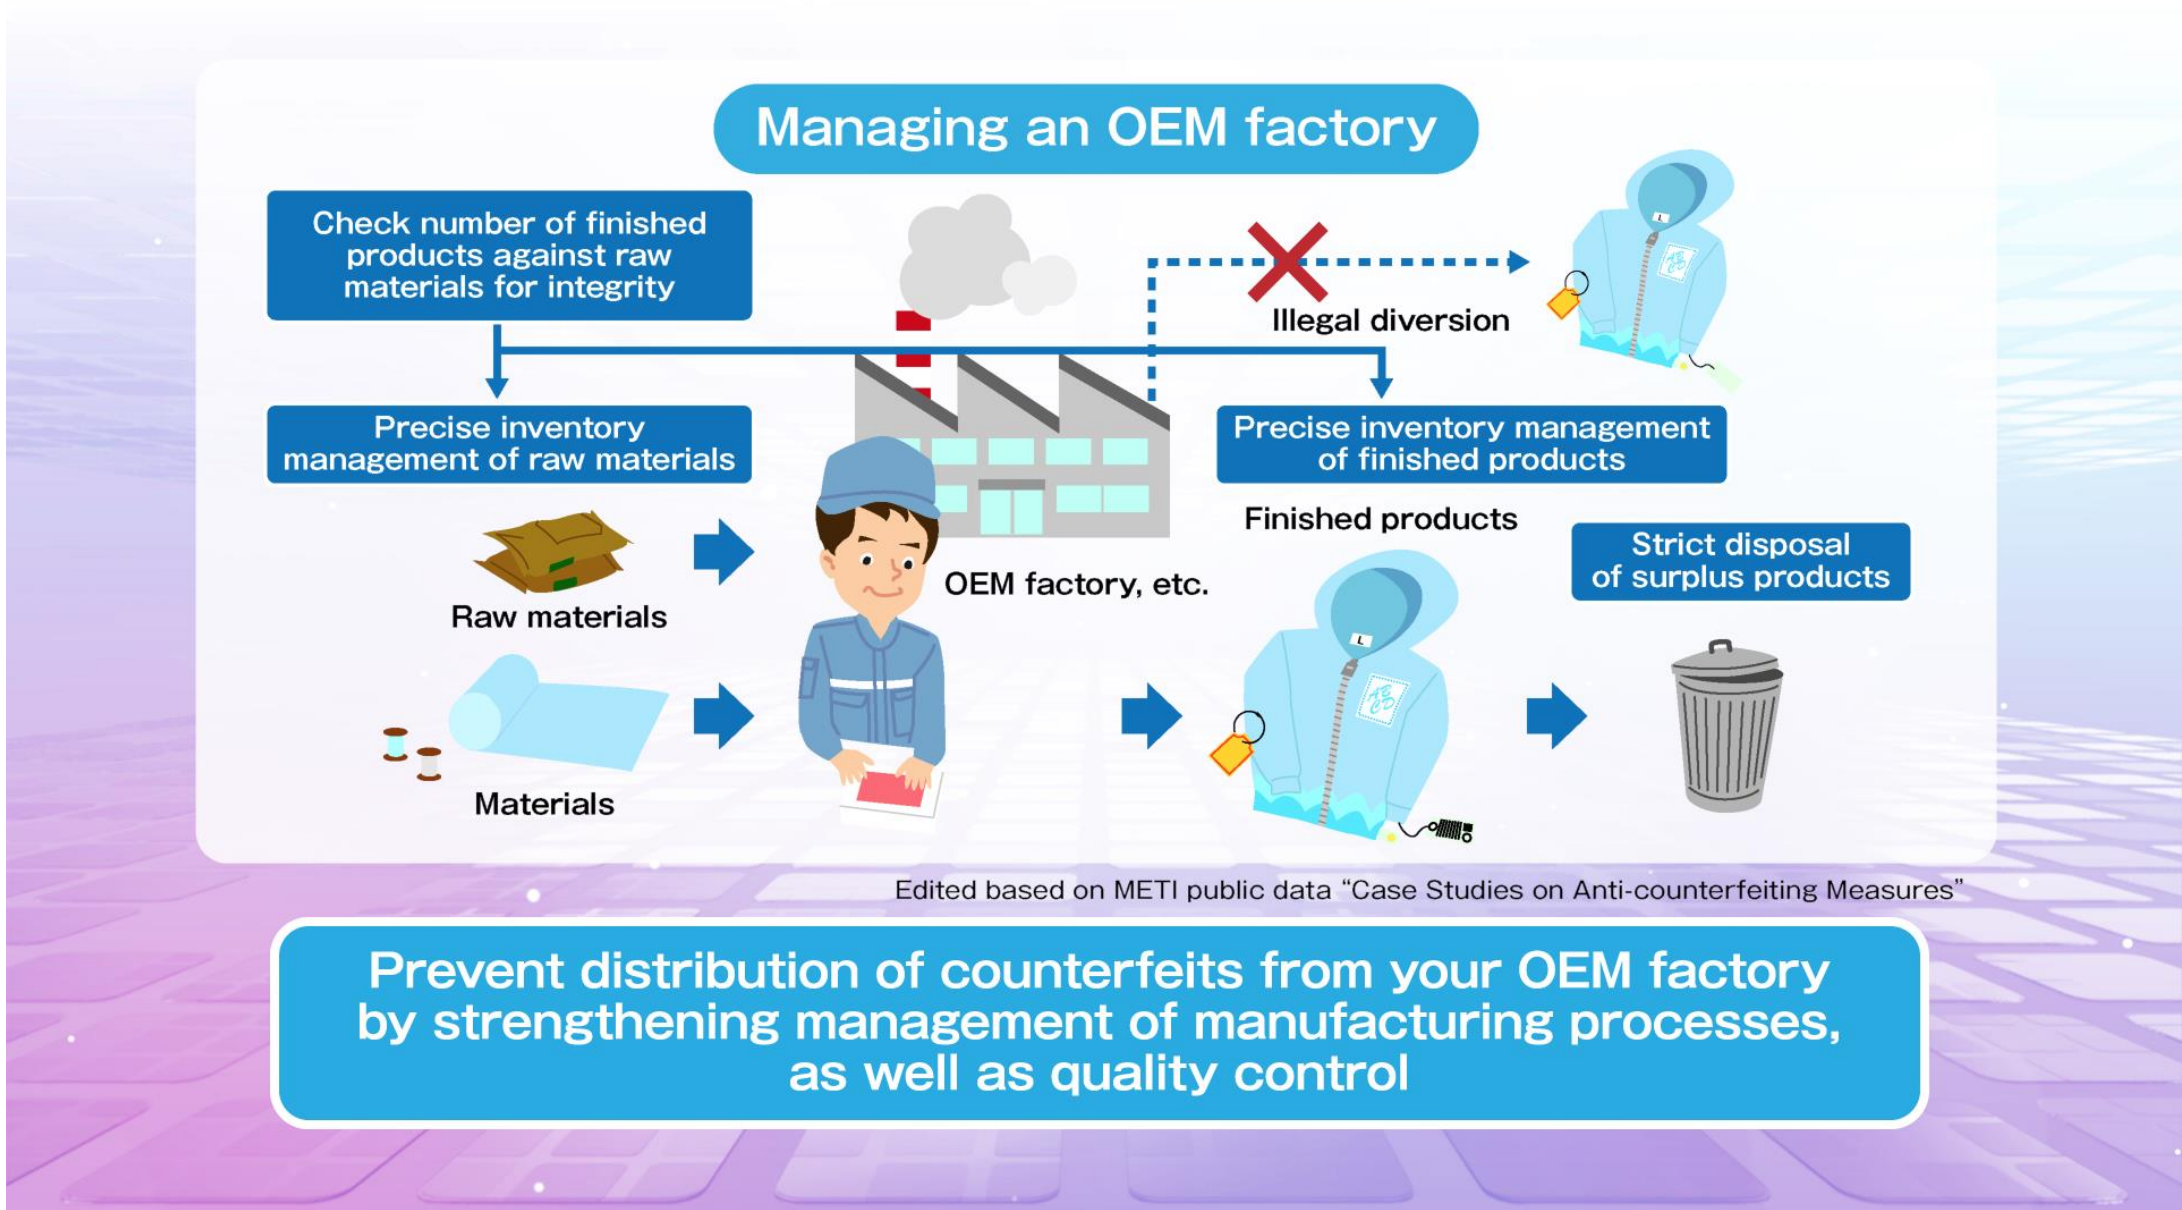 Managing an OEM factory
Check number of finished
products against raw
materials for integrity
Illegal diversion
L
ABCD
Precise inventory
management of raw materials
Precise inventory management
of finished products
Raw materials
OEM factory, etc.
Finished products
Strict disposal
of surplus products
L
AB
CD
Materials
Edited based on METI public data “Case Studies on Anti-counterfeiting Measures”
Prevent distribution of counterfeits from your OEM factory
by strengthening management of manufacturing processes,
as well as quality control